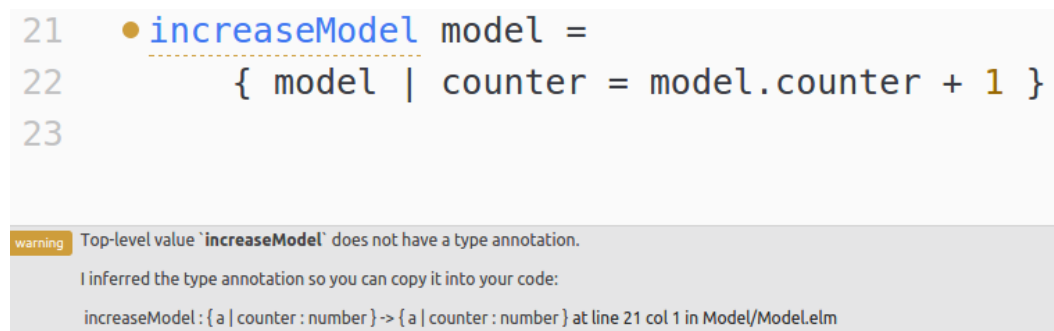 21 increaseModel model =
22 { model | counter = model.counter + 1 }
23
warning Top-level value `increaseModel` does not have a type annotation.
I inferred the type annotation so you can copy it into your code:
increaseModel : { a | counter : number } -> { a | counter : number } at line 21 col 1 in Model/Model.elm